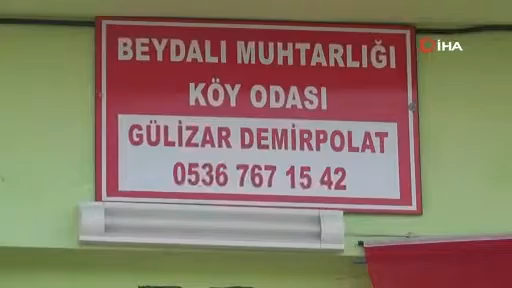 BEYDALI MUHTARLIĞI
KÖY ODASI
GÜLİZAR DEMİRPOLAT
0536 767 15 42
İHA